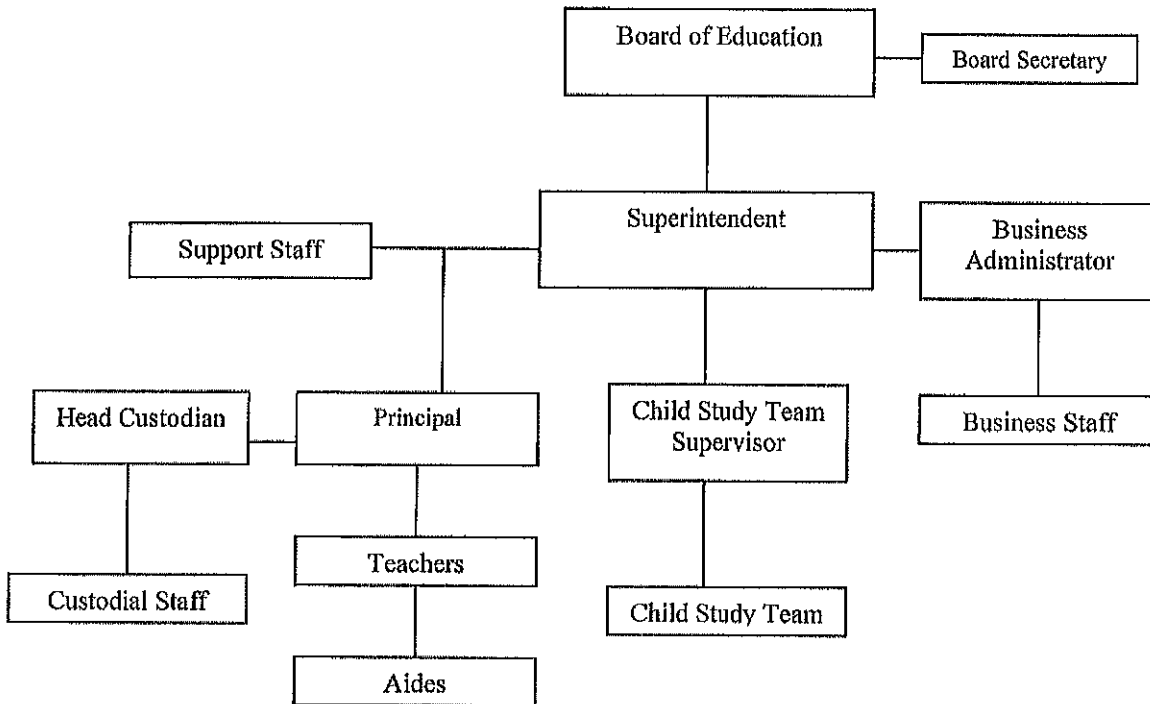 Board of Education
Board Secretary
Superintendent
Business
Administrator
Support Staff
Head Custodian
Principal
Child Study Team
Supervisor
Business Staff
Teachers
Custodial Staff
Child Study Team
Aides